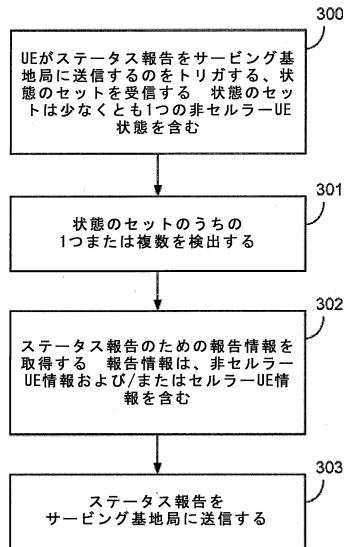 300
UEがステータス報告をサービング基
地局に送信するのをトリガする、状
態のセットを受信する 状態のセッ
トは少なくとも1つの非セルラーUE
状態を含む
301
状態のセットのうちの
1つまたは複数を検出する
302
ステータス報告のための報告情報を
取得する 報告情報は、非セルラー
UE情報および/またはセルラーUE情
報を含む
303
ステータス報告を
サービング基地局に送信する